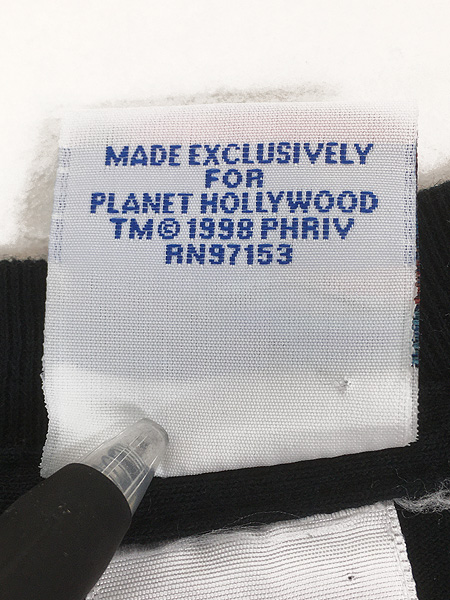 MADE EXCLUSIVELY
FOR
PLANET HOLLYWOOD
TM© 1998 PHRIV
RN97153